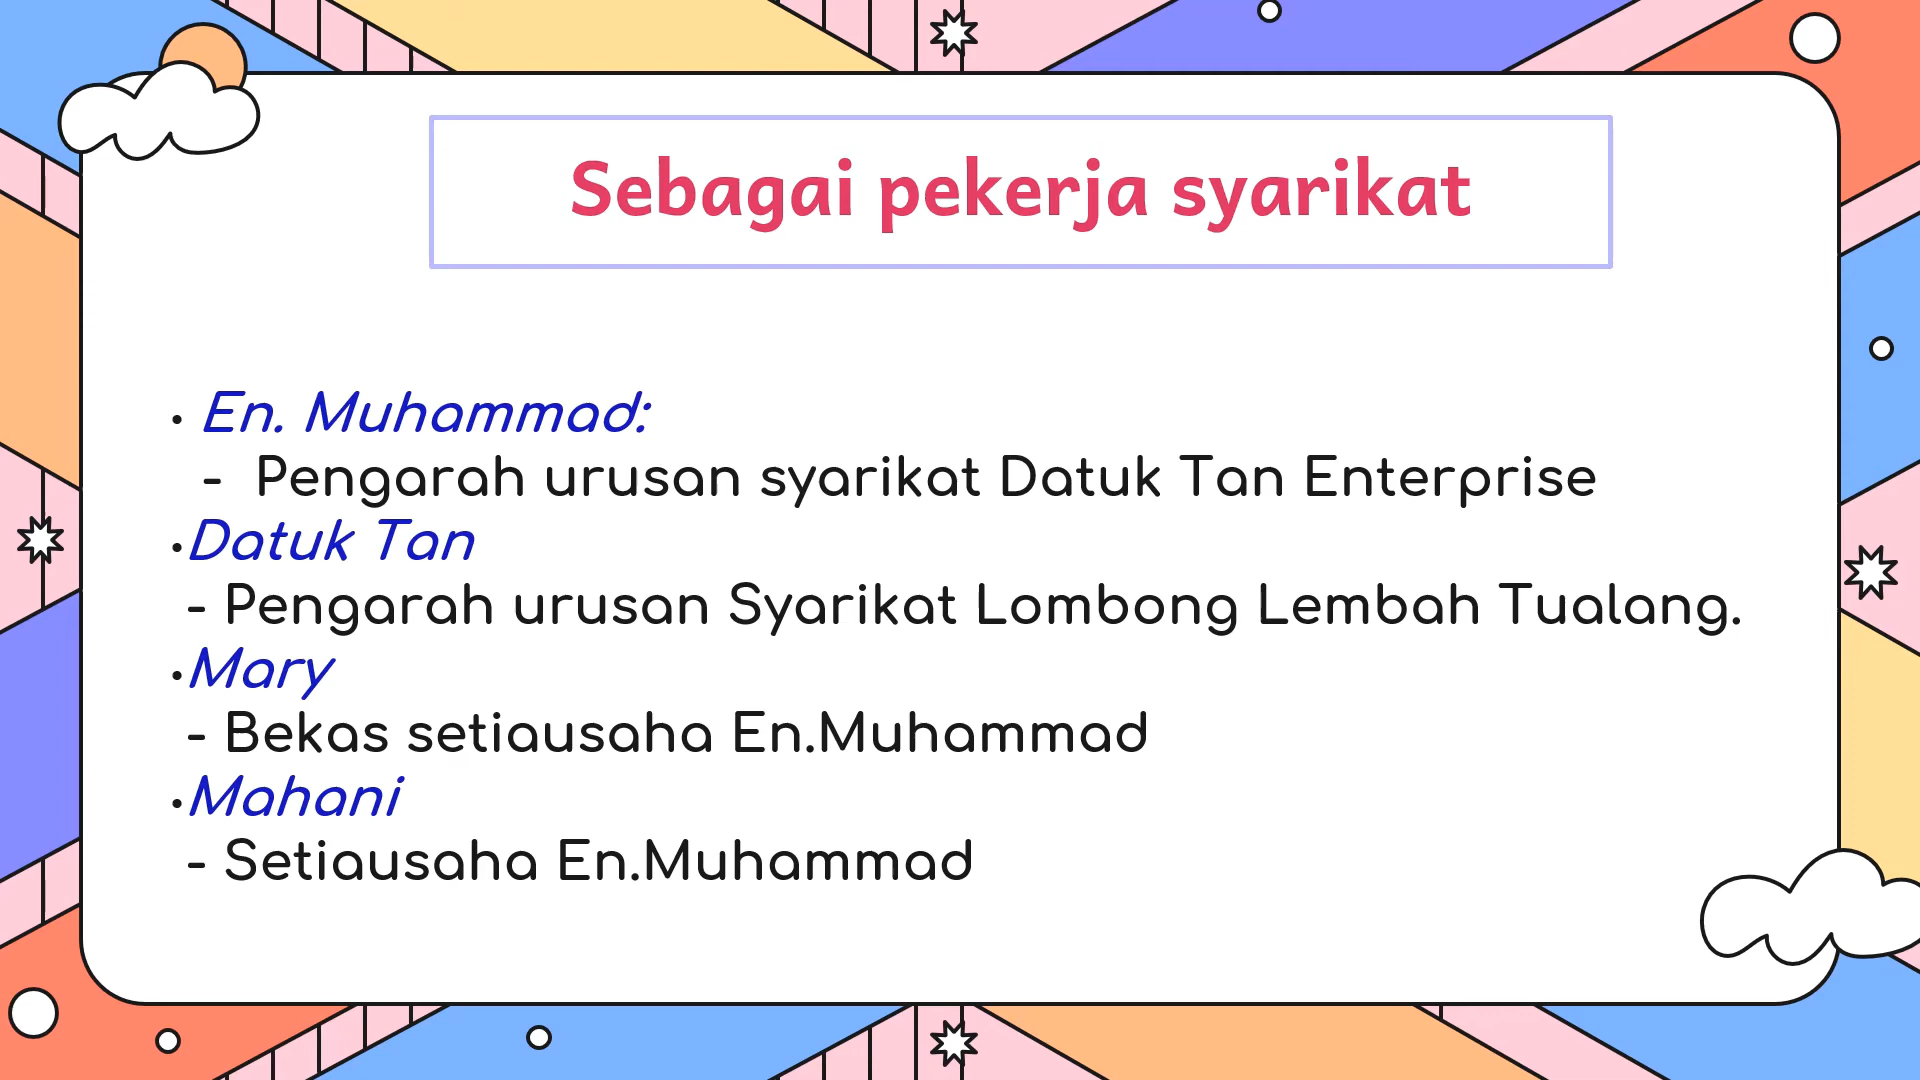 Sebagai pekerja syarikat
• En. Muhammad:
- Pengarah urusan syarikat Datuk Tan Enterprise
•Datuk Tan
- Pengarah urusan Syarikat Lombong Lembah Tualang.
•Mary
- Bekas setiausaha En.Muhammad
•Mahani
- Setiausaha En.Muhammad